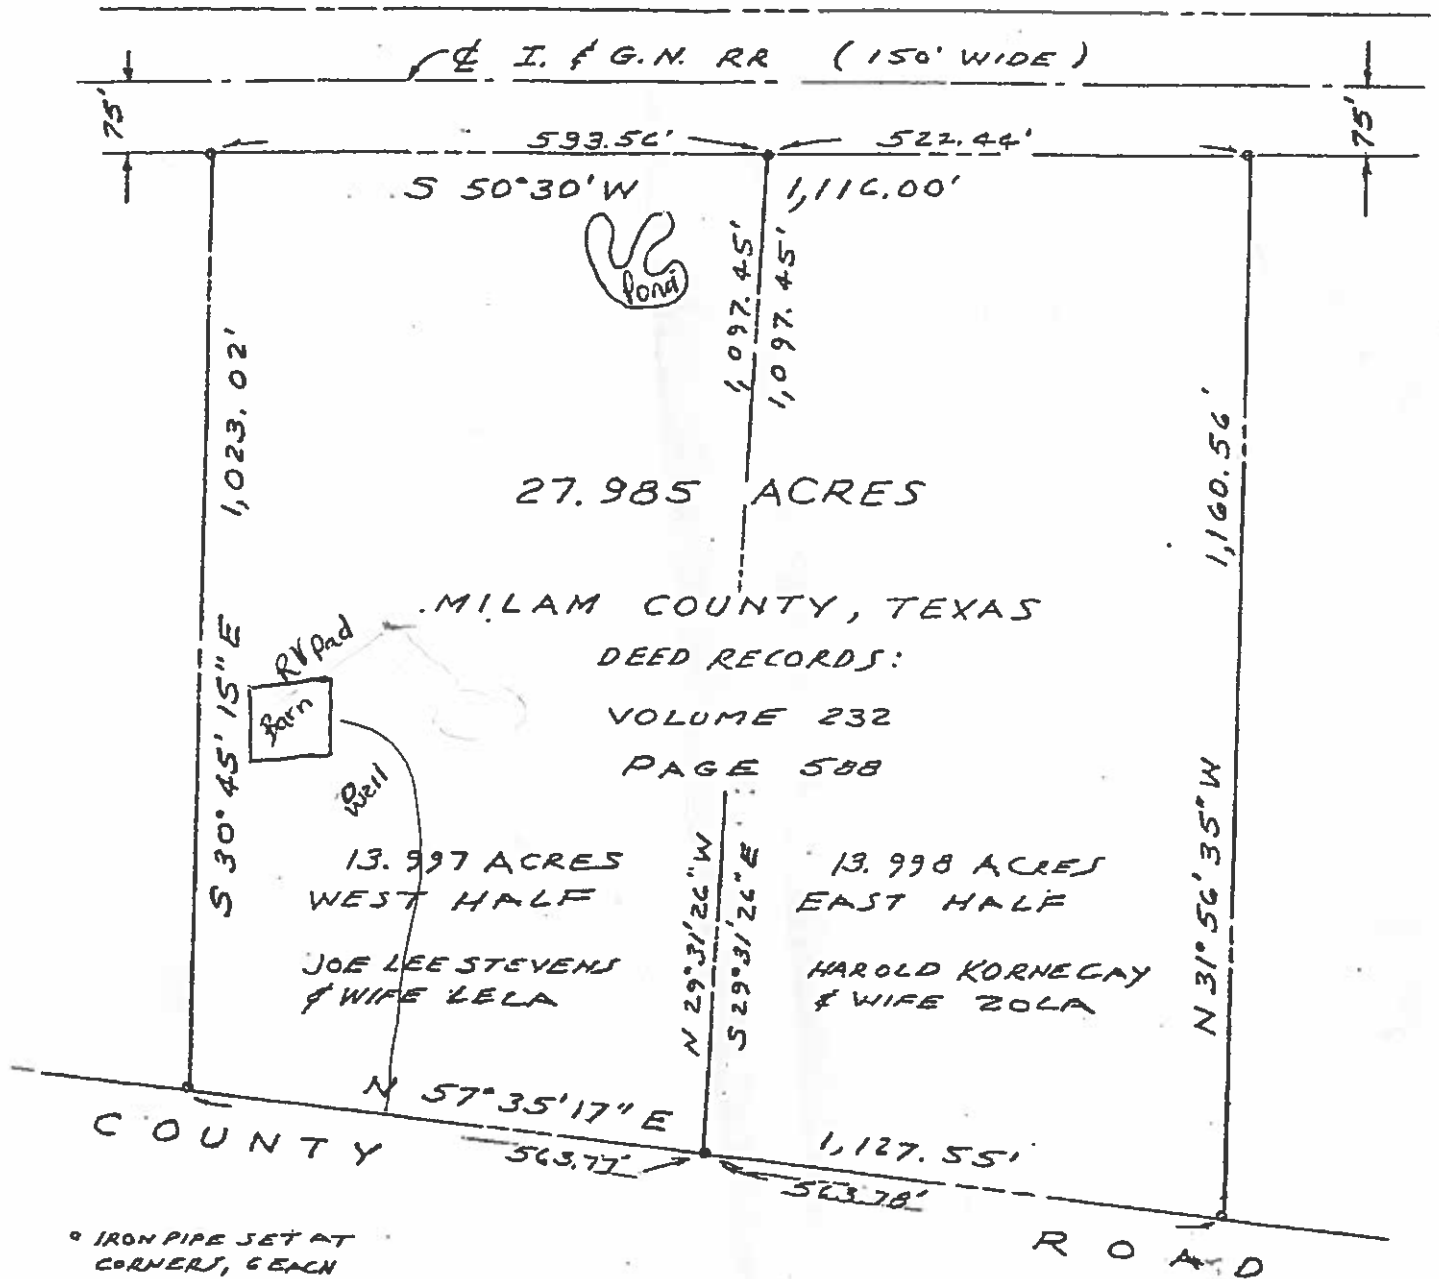 ℄ I. & G.N. RR (150' WIDE)
75'
75'
593.56' 522.44'
S 50°30' W 1,116.00'
Pond
1,097.45'
1,097.45'
1,023.02'
1,160.56'
27.985 ACRES
MILAM COUNTY, TEXAS
DEED RECORDS:
VOLUME 232
PAGE 588
RV Pad
Barn
Well
S 30° 45' 15" E
N 31° 56' 35" W
13.997 ACRES
WEST HALF
JOE LEE STEVENS
& WIFE LELA
N 29°31'26" W
S 29°31'26" E
13.998 ACRES
EAST HALF
HAROLD KORNEGAY
& WIFE ZOLA
N 57°35'17" E 1,127.55'
563.77' 563.78'
COUNTY ROAD
° IRON PIPE SET AT
CORNERS, 6 EACH